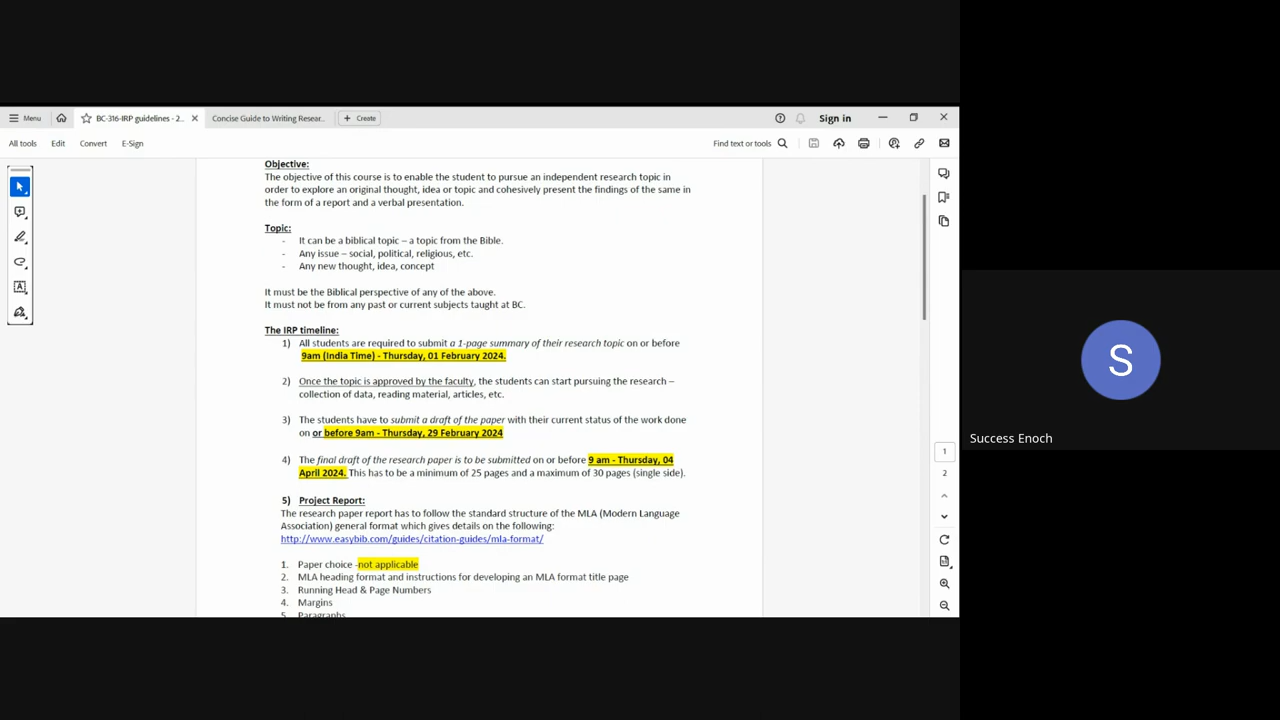 Menu
BC-316-IRP guidelines - 2...
Concise Guide to Writing Resear...
Create
Sign in
All tools
Edit
Convert
E-Sign
Find text or tools
Objective:
The objective of this course is to enable the student to pursue an independent research topic in
order to explore an original thought, idea or topic and cohesively present the findings of the same in
the form of a report and a verbal presentation.
Topic:
- It can be a biblical topic – a topic from the Bible.
- Any issue – social, political, religious, etc.
- Any new thought, idea, concept
It must be the Biblical perspective of any of the above.
It must not be from any past or current subjects taught at BC.
The IRP timeline:
1) All students are required to submit a 1-page summary of their research topic on or before
9am (India Time) - Thursday, 01 February 2024.
2) Once the topic is approved by the faculty, the students can start pursuing the research –
collection of data, reading material, articles, etc.
3) The students have to submit a draft of the paper with their current status of the work done
on or before 9am - Thursday, 29 February 2024
4) The final draft of the research paper is to be submitted on or before 9 am - Thursday, 04
April 2024. This has to be a minimum of 25 pages and a maximum of 30 pages (single side).
5) Project Report:
The research paper report has to follow the standard structure of the MLA (Modern Language
Association) general format which gives details on the following:
http://www.easybib.com/guides/citation-guides/mla-format/
1. Paper choice -not applicable
2. MLA heading format and instructions for developing an MLA format title page
3. Running Head & Page Numbers
4. Margins
5. Paragraphs
1
2
S
Success Enoch